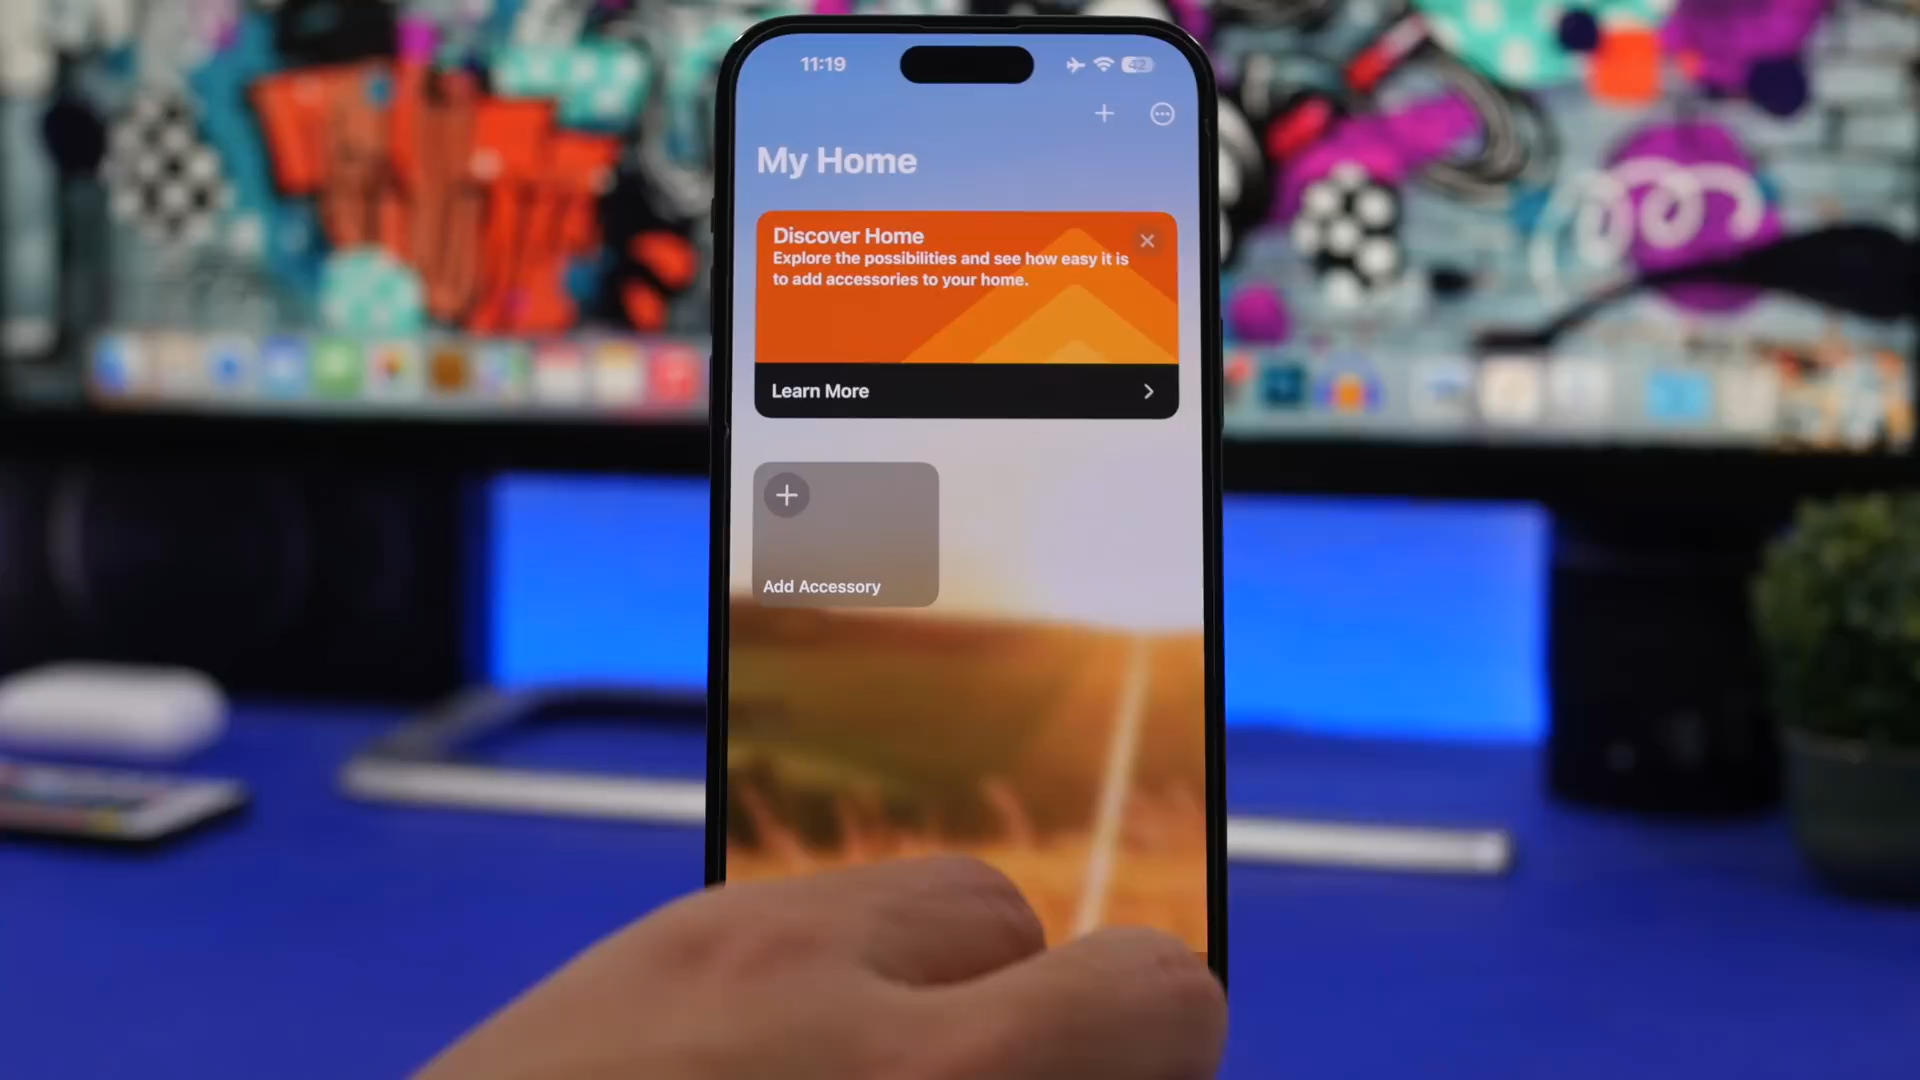 11:19
42
My Home
Discover Home
Explore the possibilities and see how easy it is
to add accessories to your home.
Learn More
Add Accessory